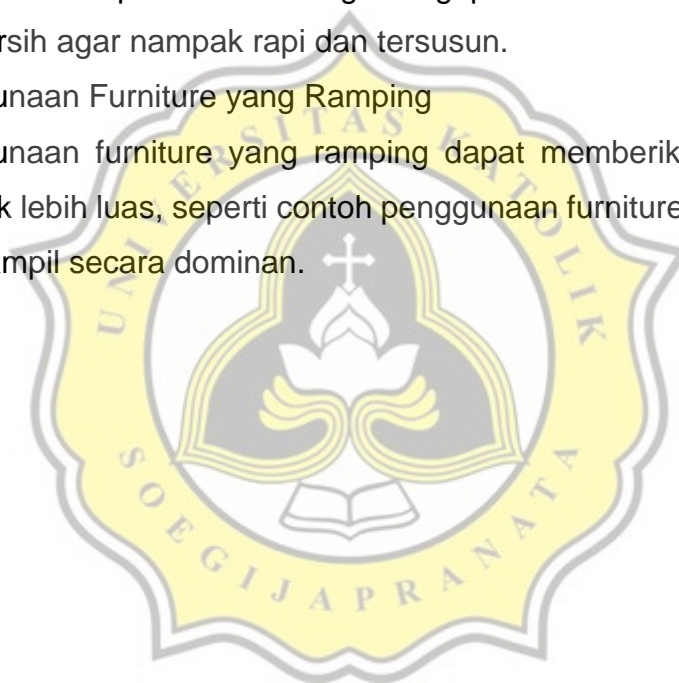 rsih agar nampak rapi dan tersusun.
unaan Furniture yang Ramping
unaan furniture yang ramping dapat memberik
k lebih luas, seperti contoh penggunaan furniture
ampil secara dominan.
UNIVERSITAS KATOLIK
SOEGIJAPRANATA